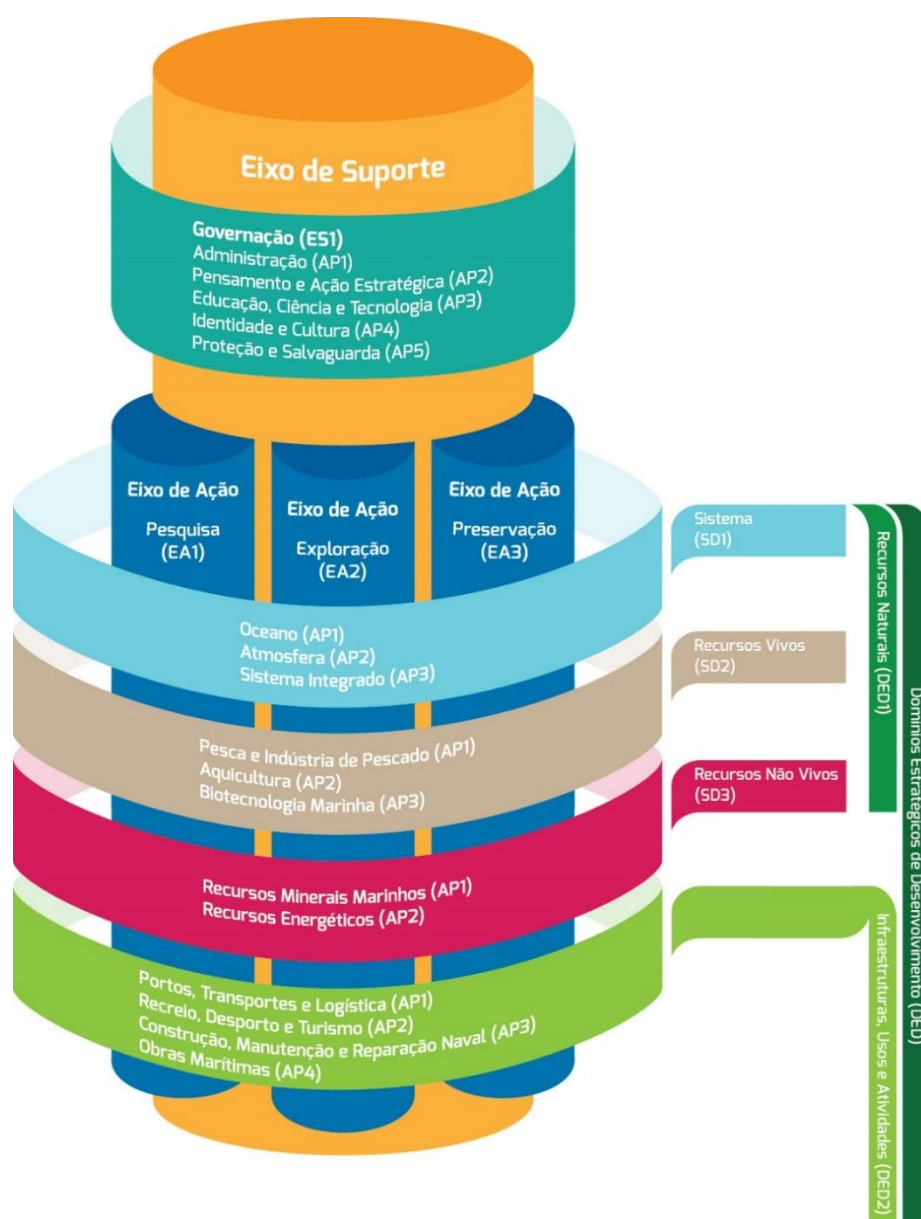 Eixo de Suporte
Governação (ES1)
Administração (AP1)
Pensamento e Ação Estratégica (AP2)
Educação, Ciência e Tecnologia (AP3)
Identidade e Cultura (AP4)
Proteção e Salvaguarda (AP5)
Eixo de Ação
Pesquisa
(EA1)
Eixo de Ação
Exploração
(EA2)
Eixo de Ação
Preservação
(EA3)
Oceano (AP1)
Atmosfera (AP2)
Sistema Integrado (AP3)
Sistema
(SD1)
Pesca e Indústria de Pescado (AP1)
Aquicultura (AP2)
Biotecnologia Marinha (AP3)
Recursos Vivos
(SD2)
Recursos Minerais Marinhos (AP1)
Recursos Energéticos (AP2)
Recursos Não Vivos
(SD3)
Portos, Transportes e Logística (AP1)
Recreio, Desporto e Turismo (AP2)
Construção, Manutenção e Reparação Naval (AP3)
Obras Marítimas (AP4)
Recursos Naturais (DED1)
Infraestruturas, Usos e Atividades (DED2)
Domínios Estratégicos de Desenvolvimento (DED)